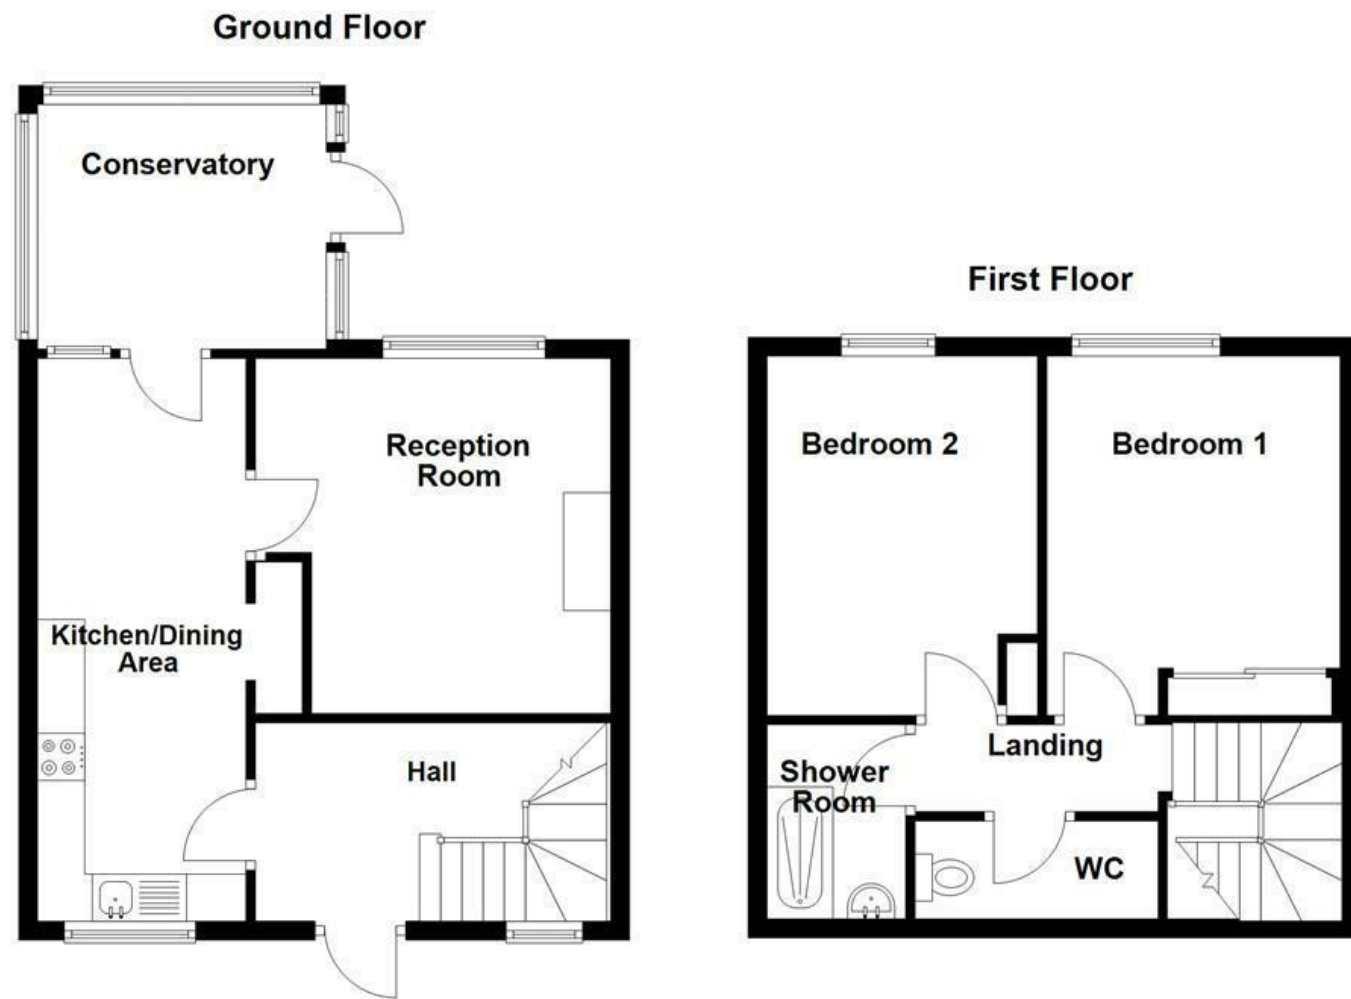 Ground Floor
Conservatory
Reception
Room
Kitchen/Dining
Area
Hall
First Floor
Bedroom 2
Bedroom 1
Landing
Shower
Room
WC